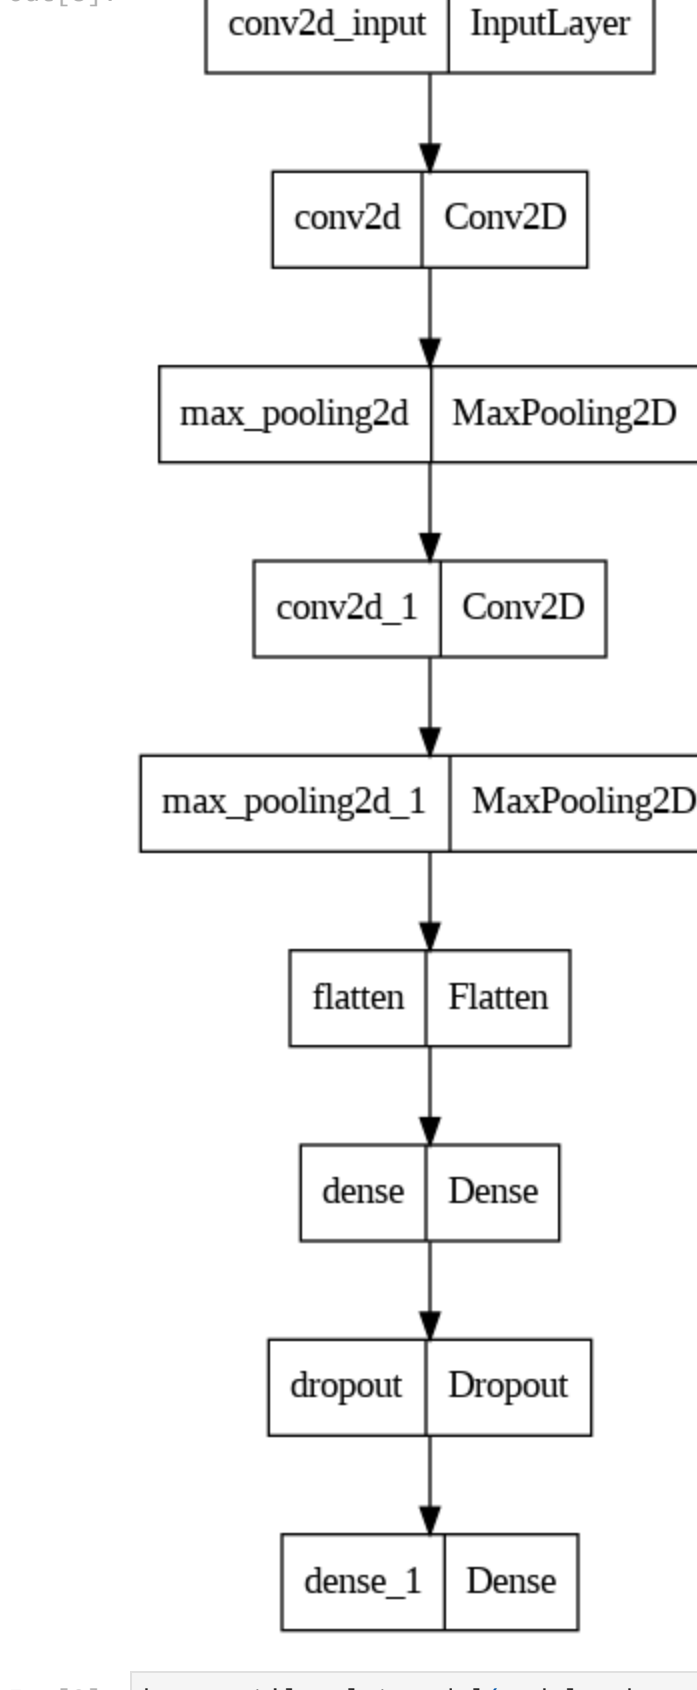 conv2d_input InputLayer
conv2d Conv2D
max_pooling2d MaxPooling2D
conv2d_1 Conv2D
max_pooling2d_1 MaxPooling2D
flatten Flatten
dense Dense
dropout Dropout
dense_1 Dense